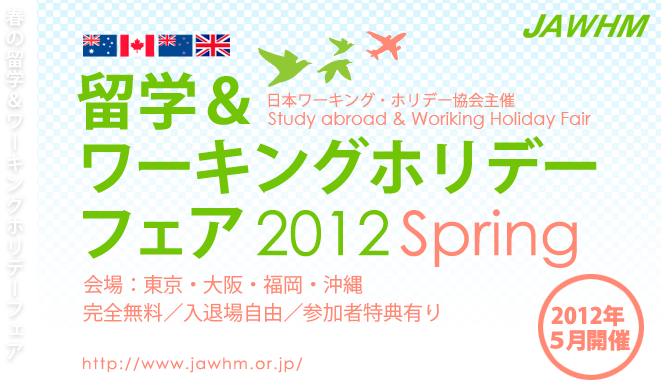 春の留学&ワーキングホリデーフェア
JAWHM
留学&
日本ワーキング・ホリデー協会主催
Study abroad & Woriking Holiday Fair
ワーキングホリデー
フェア 2012 Spring
会場：東京・大阪・福岡・沖縄
完全無料／入退場自由／参加者特典有り
2012年
5月開催
http://www.jawhm.or.jp/